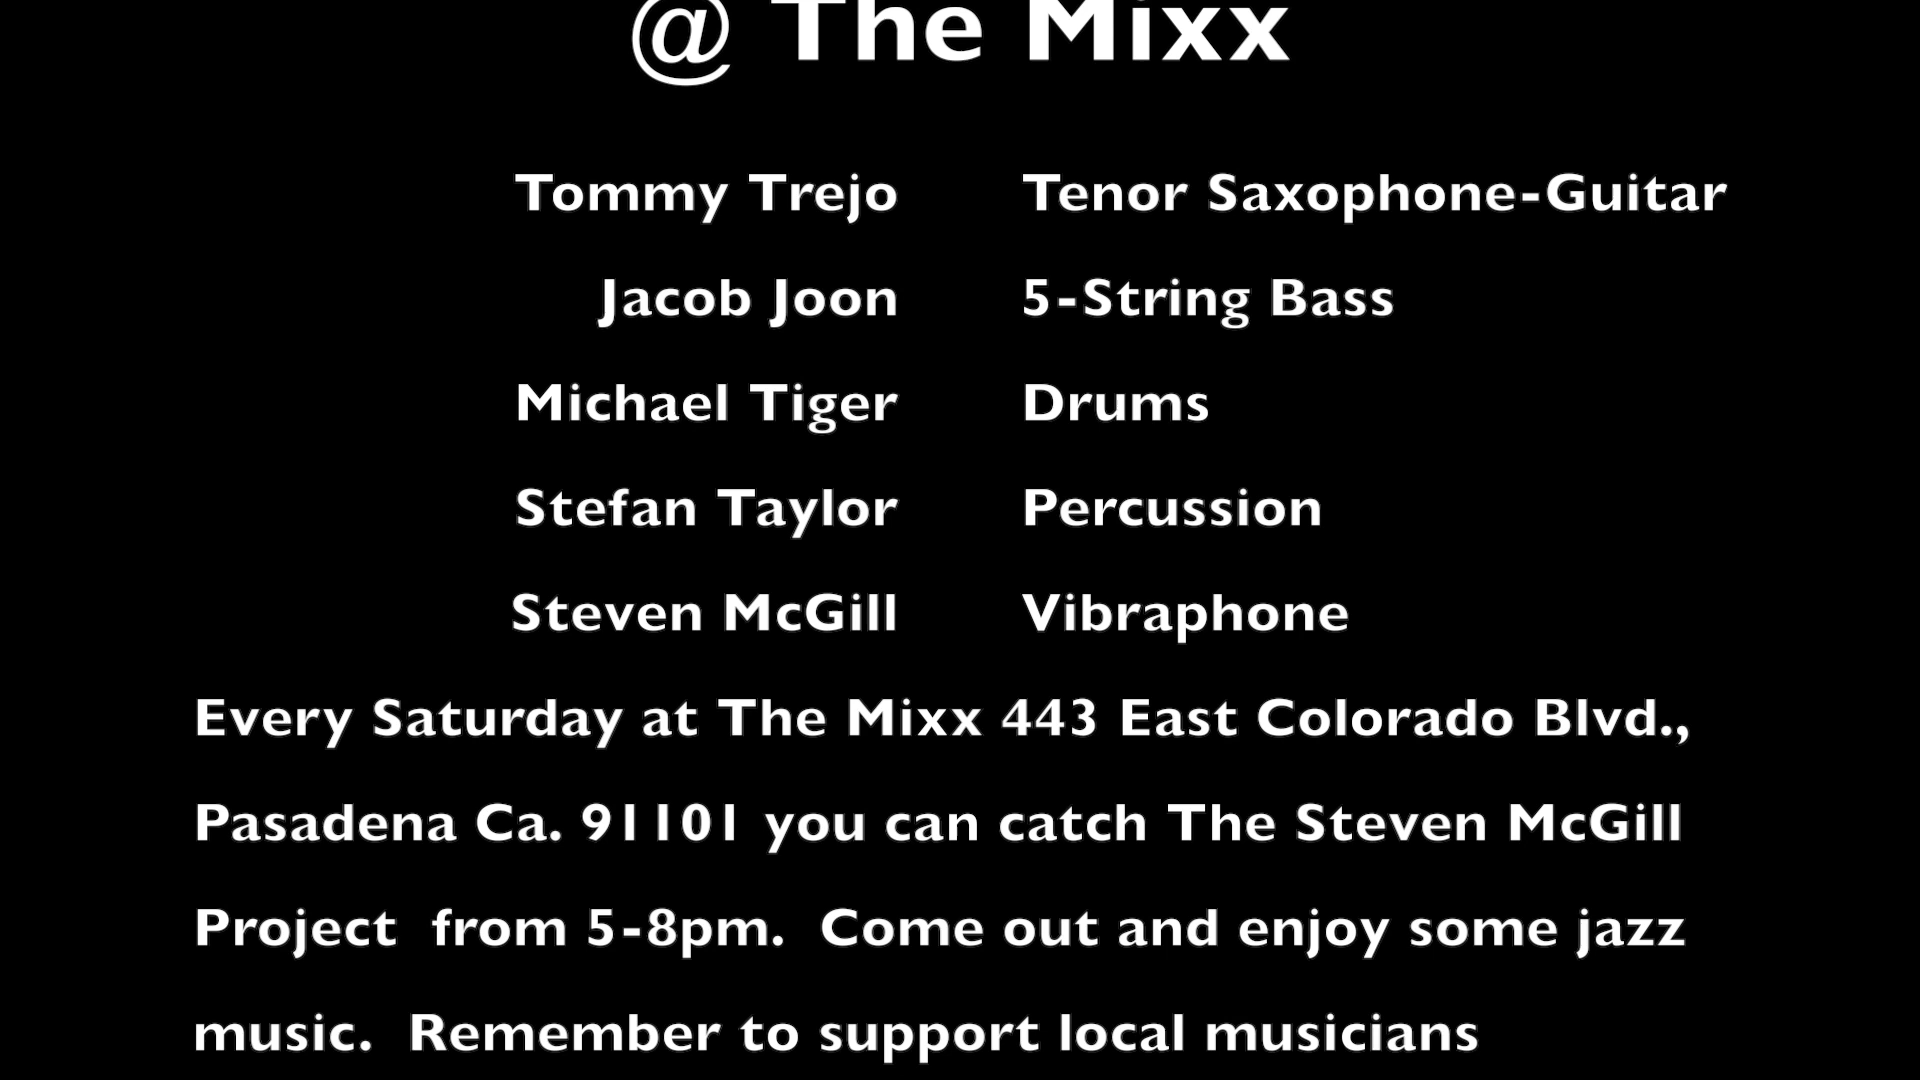 @ The Mixx
Tommy Trejo Tenor Saxophone-Guitar
Jacob Joon 5-String Bass
Michael Tiger Drums
Stefan Taylor Percussion
Steven McGill Vibraphone
Every Saturday at The Mixx 443 East Colorado Blvd.,
Pasadena Ca. 91101 you can catch The Steven McGill
Project  from 5-8pm.  Come out and enjoy some jazz
music.  Remember to support local musicians